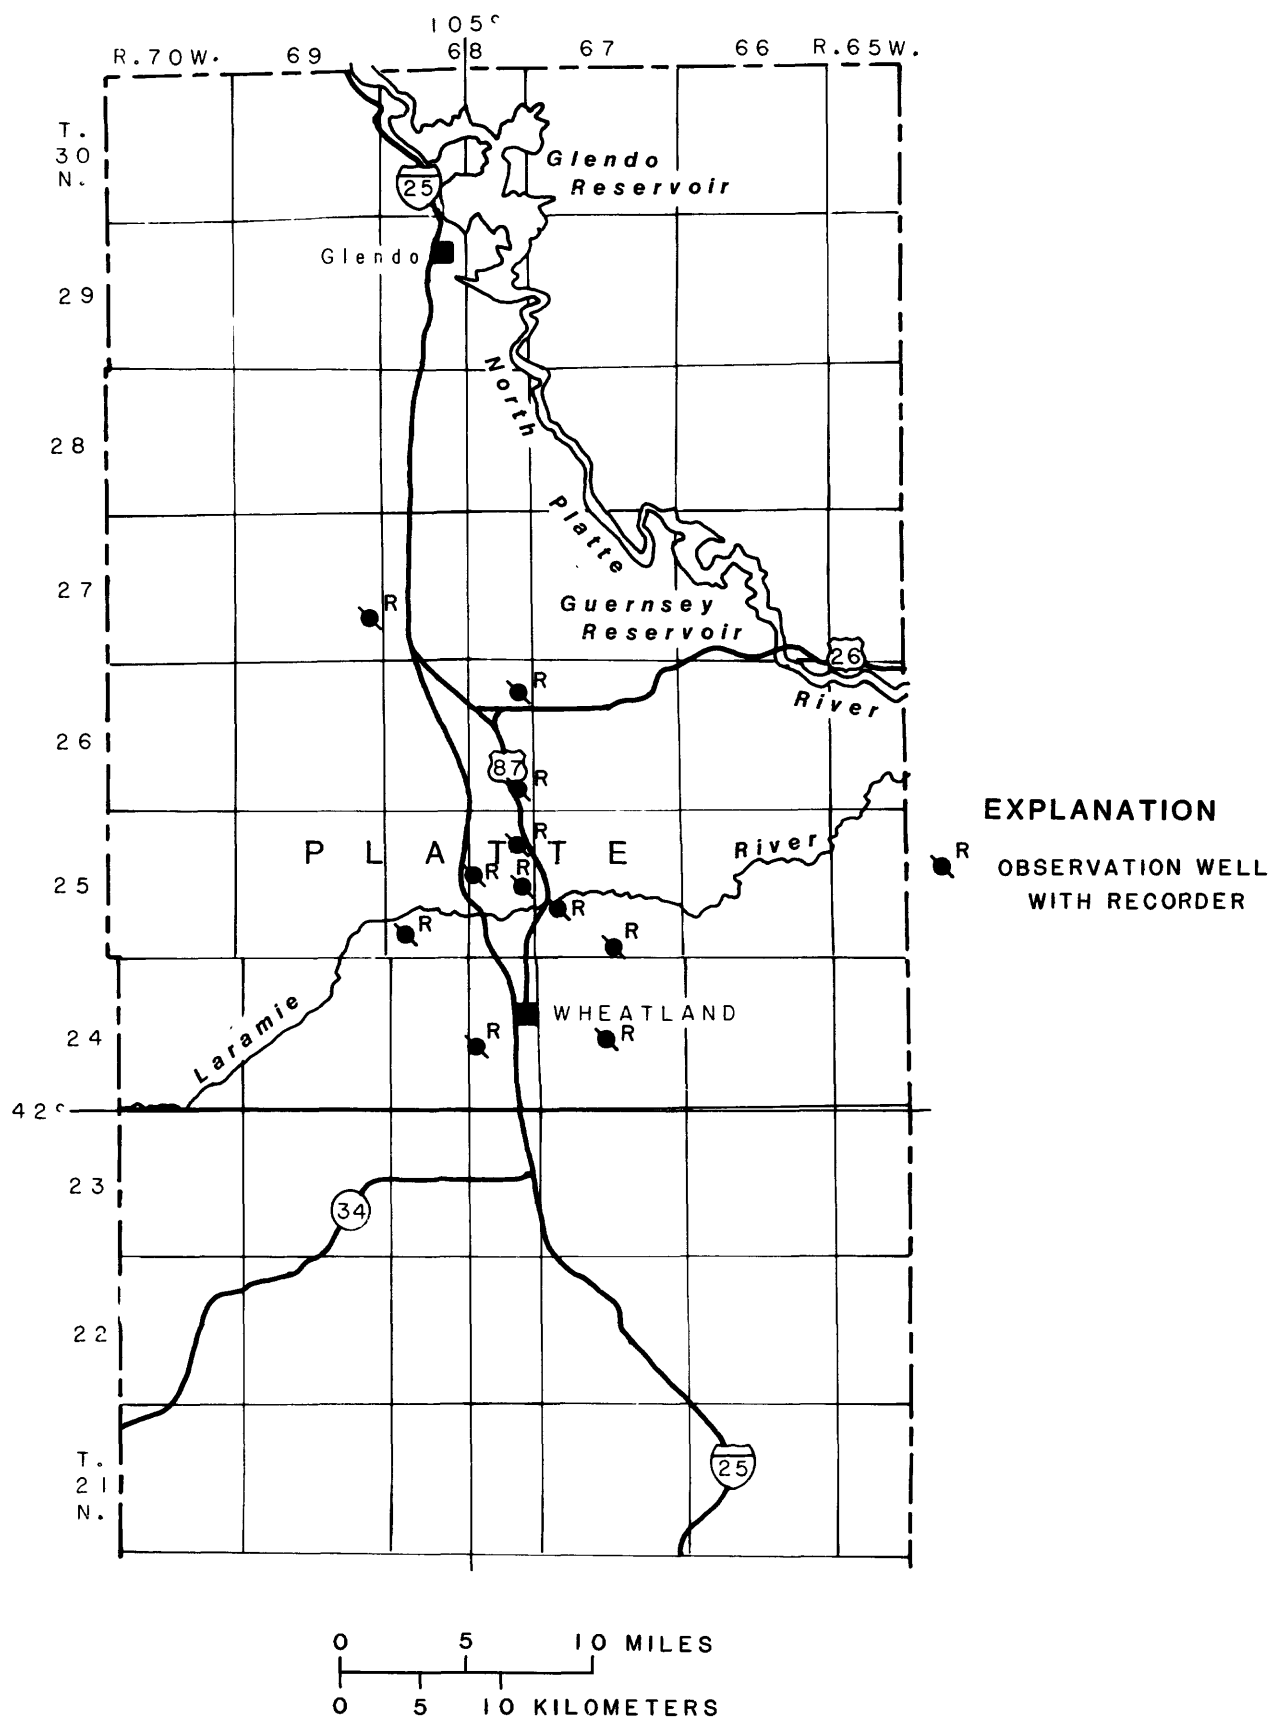 105°
R.70W. 69 68 67 66 R.65W.
T.
30
N.
Glendo
Reservoir
25
Glendo
29
North
28
Platte
27
R
Guernsey
Reservoir
26
R
River
26
87
R
EXPLANATION
R
PLATTE
River
R
OBSERVATION WELL
WITH RECORDER
25
R
R
R
R
R
Laramie
WHEATLAND
24
R
R
42°
23
34
22
T.
21
N.
25
0 5 10 MILES
0 5 10 KILOMETERS